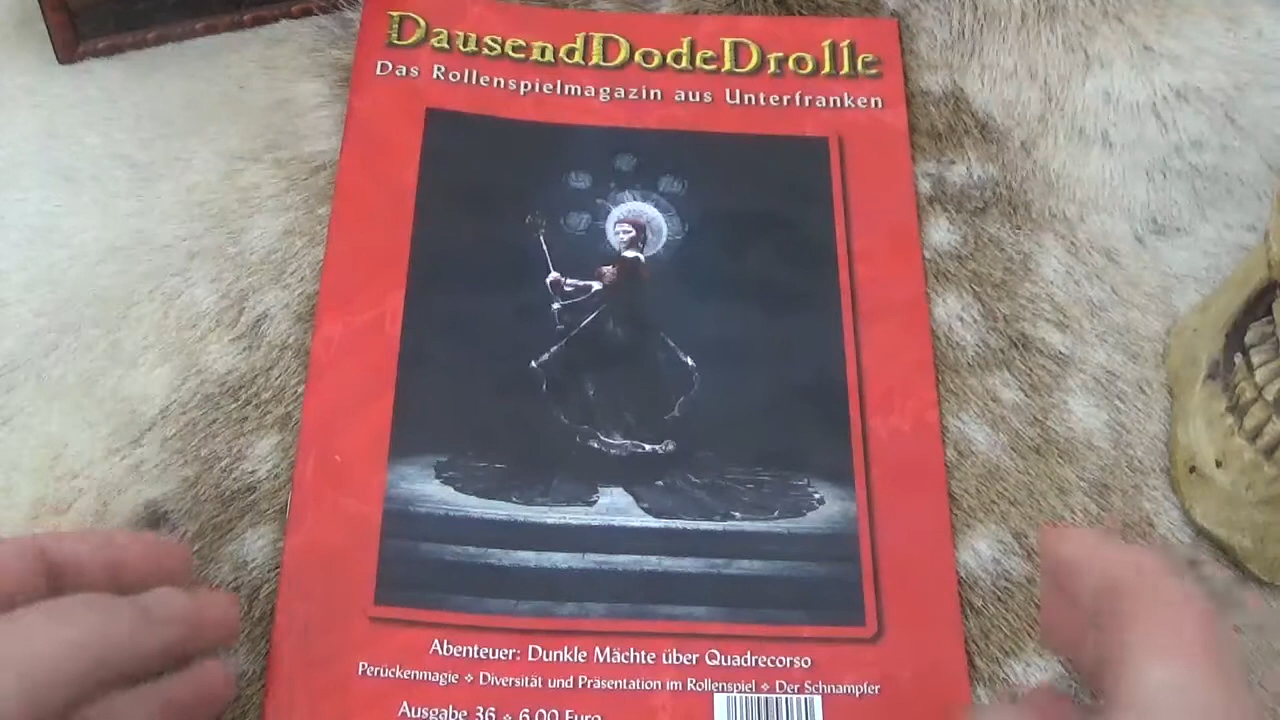 DausendDodeDrolle
Das Rollenspielmagazin aus Unterfranken
Abenteuer: Dunkle Mächte über Quadrecorso
Perückenmagie ❖ Diversität und Präsentation im Rollenspiel ❖ Der Schnampfer
Ausgabe 36 ❖ 6,00 Euro